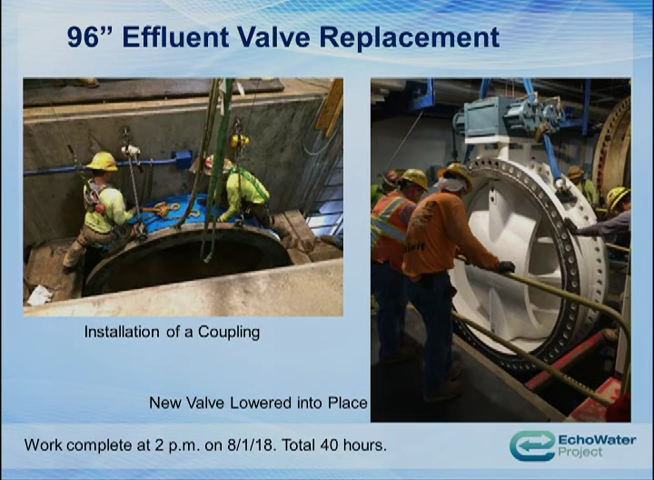 96” Effluent Valve Replacement
Installation of a Coupling
New Valve Lowered into Place
Work complete at 2 p.m. on 8/1/18. Total 40 hours.
EchoWater
Project